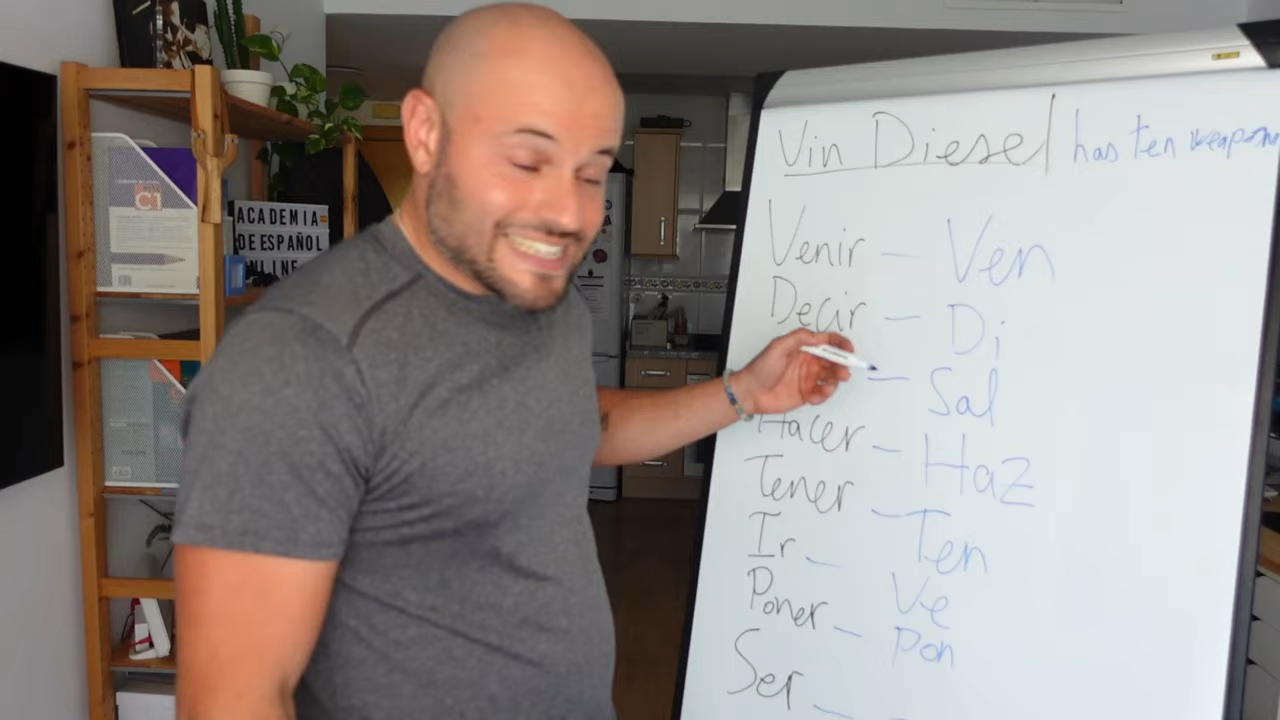 Vin Diesel has ten weapons
Venir — Ven
Decir — Di
— Sal
Hacer — Haz
Tener — Ten
Ir — Ve
Poner — Pon
Ser —
C1
ACADEMIA
DE ESPAÑOL
ONLINE